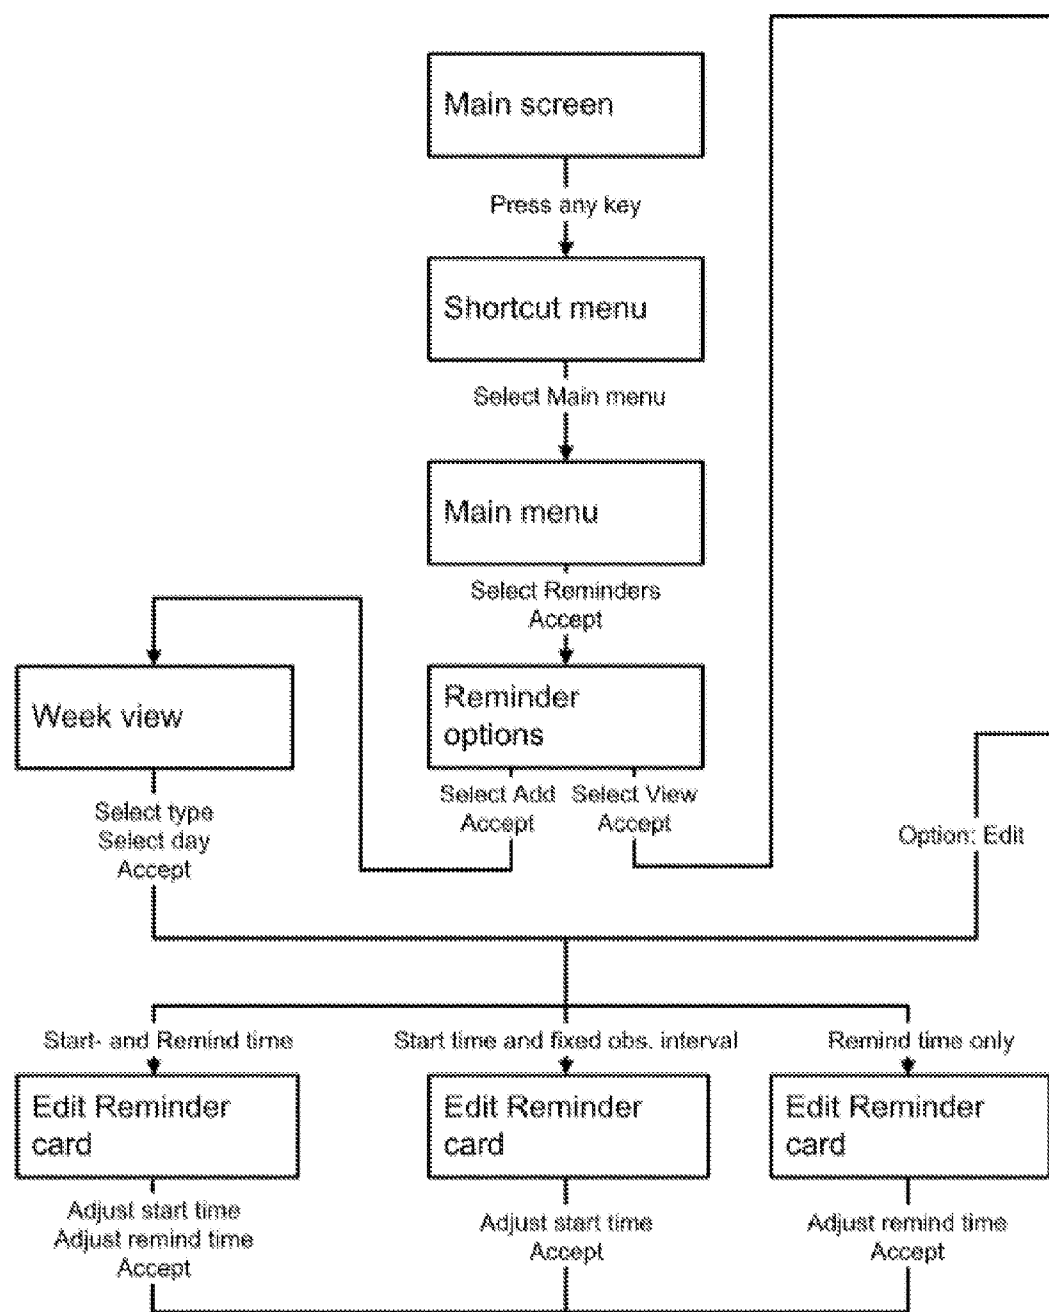 Main screen
Press any key
Shortcut menu
Select Main menu
Main menu
Select Reminders
Accept
Week view
Reminder
options
Select type
Select day
Accept
Select Add
Accept
Select View
Accept
Option: Edit
Start- and Remind time
Start time and fixed obs. interval
Remind time only
Edit Reminder
card
Edit Reminder
card
Edit Reminder
card
Adjust start time
Adjust remind time
Accept
Adjust start time
Accept
Adjust remind time
Accept